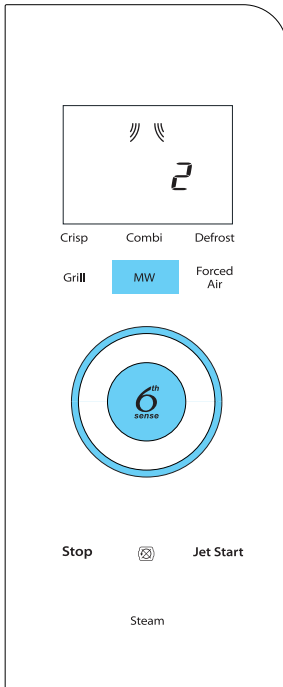 2
Crisp Combi Defrost
Grill MW Forced
Air
6th
sense
Stop Jet Start
Steam